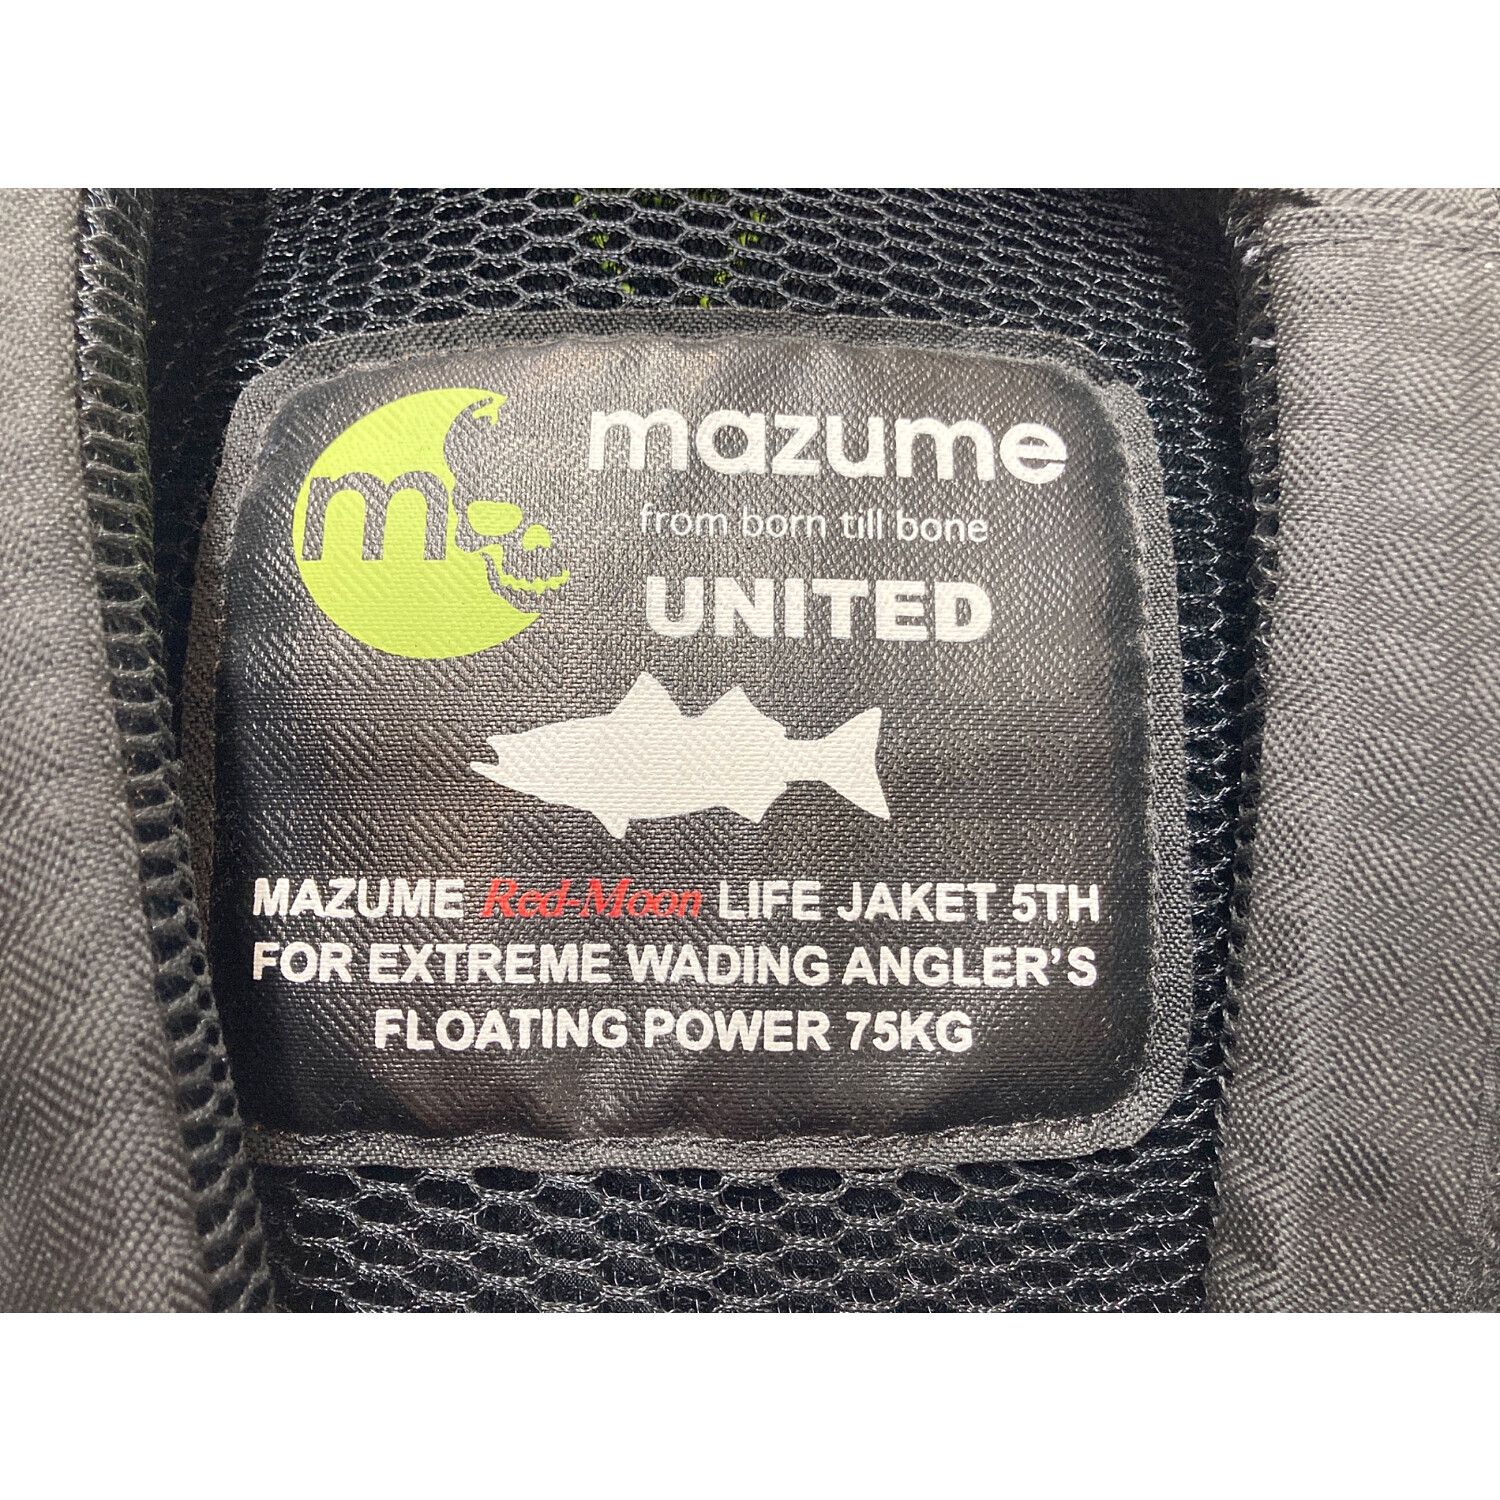 m
mazume
from born till bone
UNITED
MAZUME Red-Moon LIFE JAKET 5TH
FOR EXTREME WADING ANGLER'S
FLOATING POWER 75KG